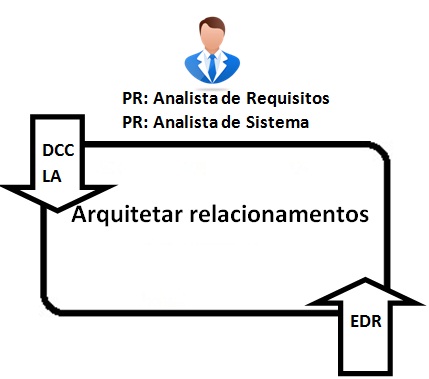 PR: Analista de Requisitos
PR: Analista de Sistema
DCC
LA
Arquitetar relacionamentos
EDR